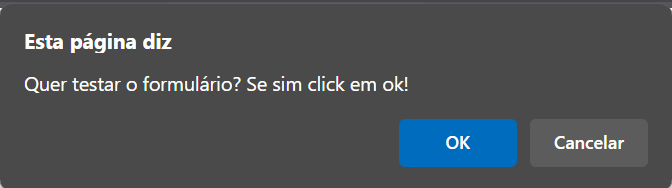 Esta página diz
Quer testar o formulário? Se sim click em ok!
OK
Cancelar